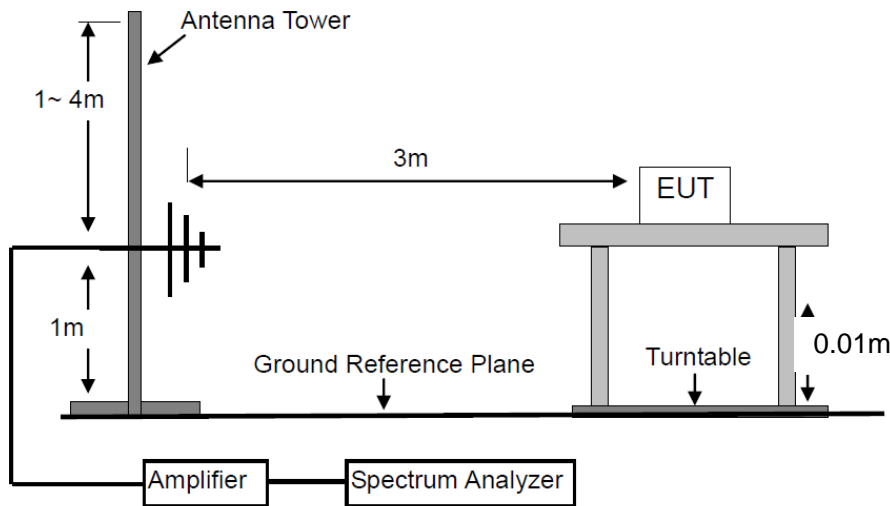 Antenna Tower
1~ 4m
3m
EUT
1m
0.01m
Ground Reference Plane
Turntable
Amplifier
Spectrum Analyzer